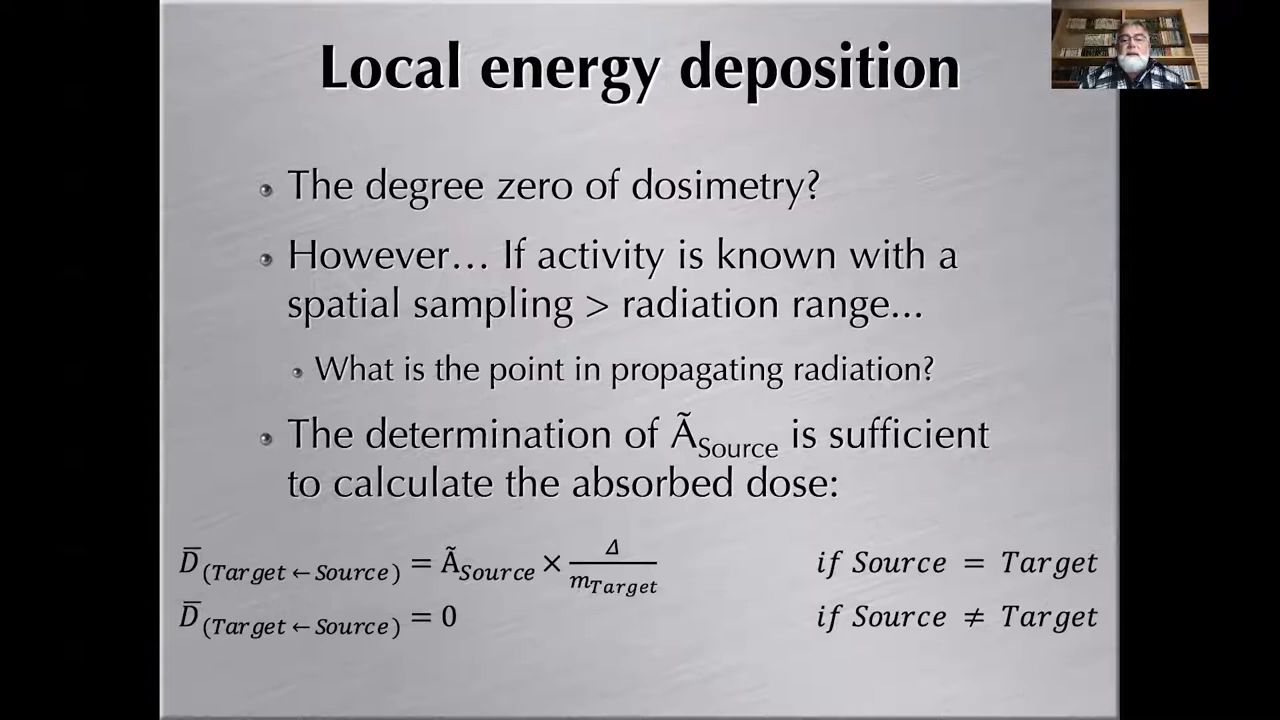 Local energy deposition
The degree zero of dosimetry?
However... If activity is known with a
spatial sampling > radiation range...
What is the point in propagating radiation?
The determination of Ã_Source is sufficient
to calculate the absorbed dose:
D̅_(Target ← Source) = Ã_Source × Δ/m_Target if Source = Target
D̅_(Target ← Source) = 0 if Source ≠ Target